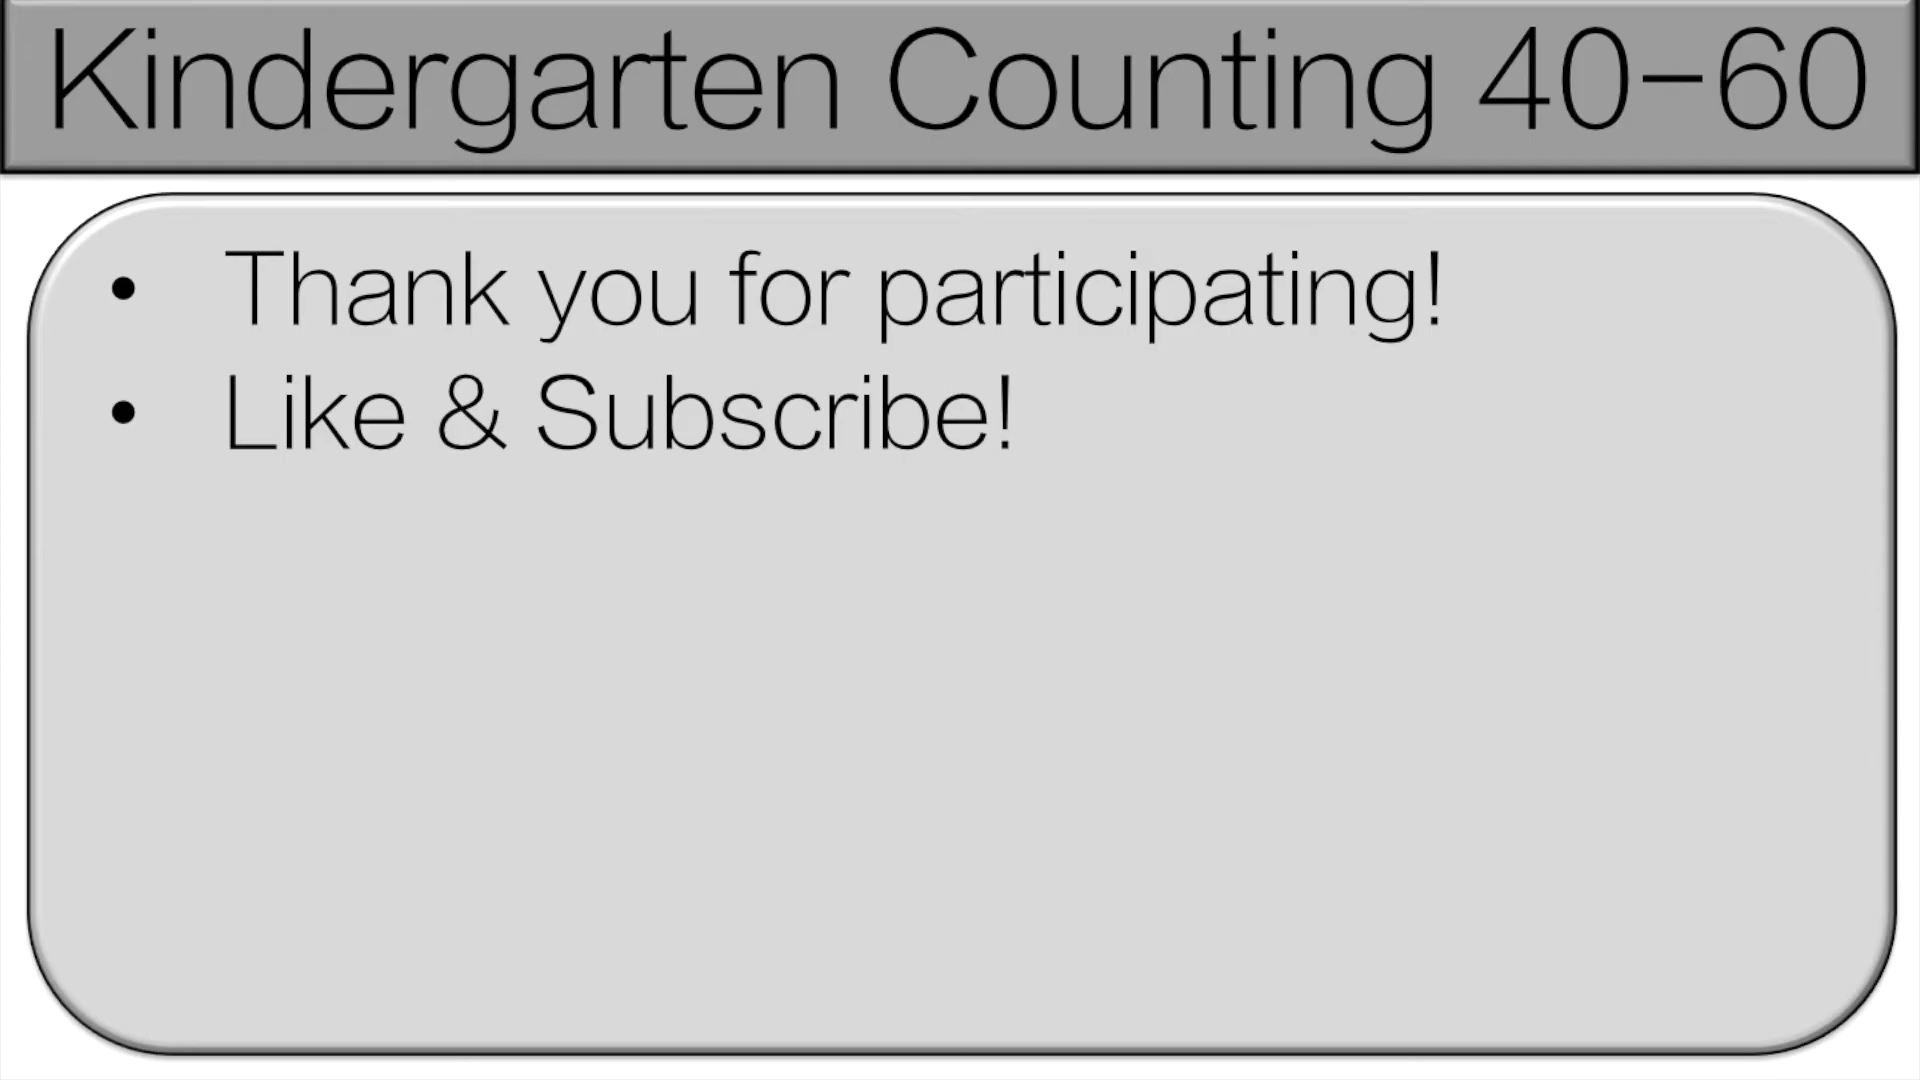 Kindergarten Counting 40-60
• Thank you for participating!
• Like & Subscribe!